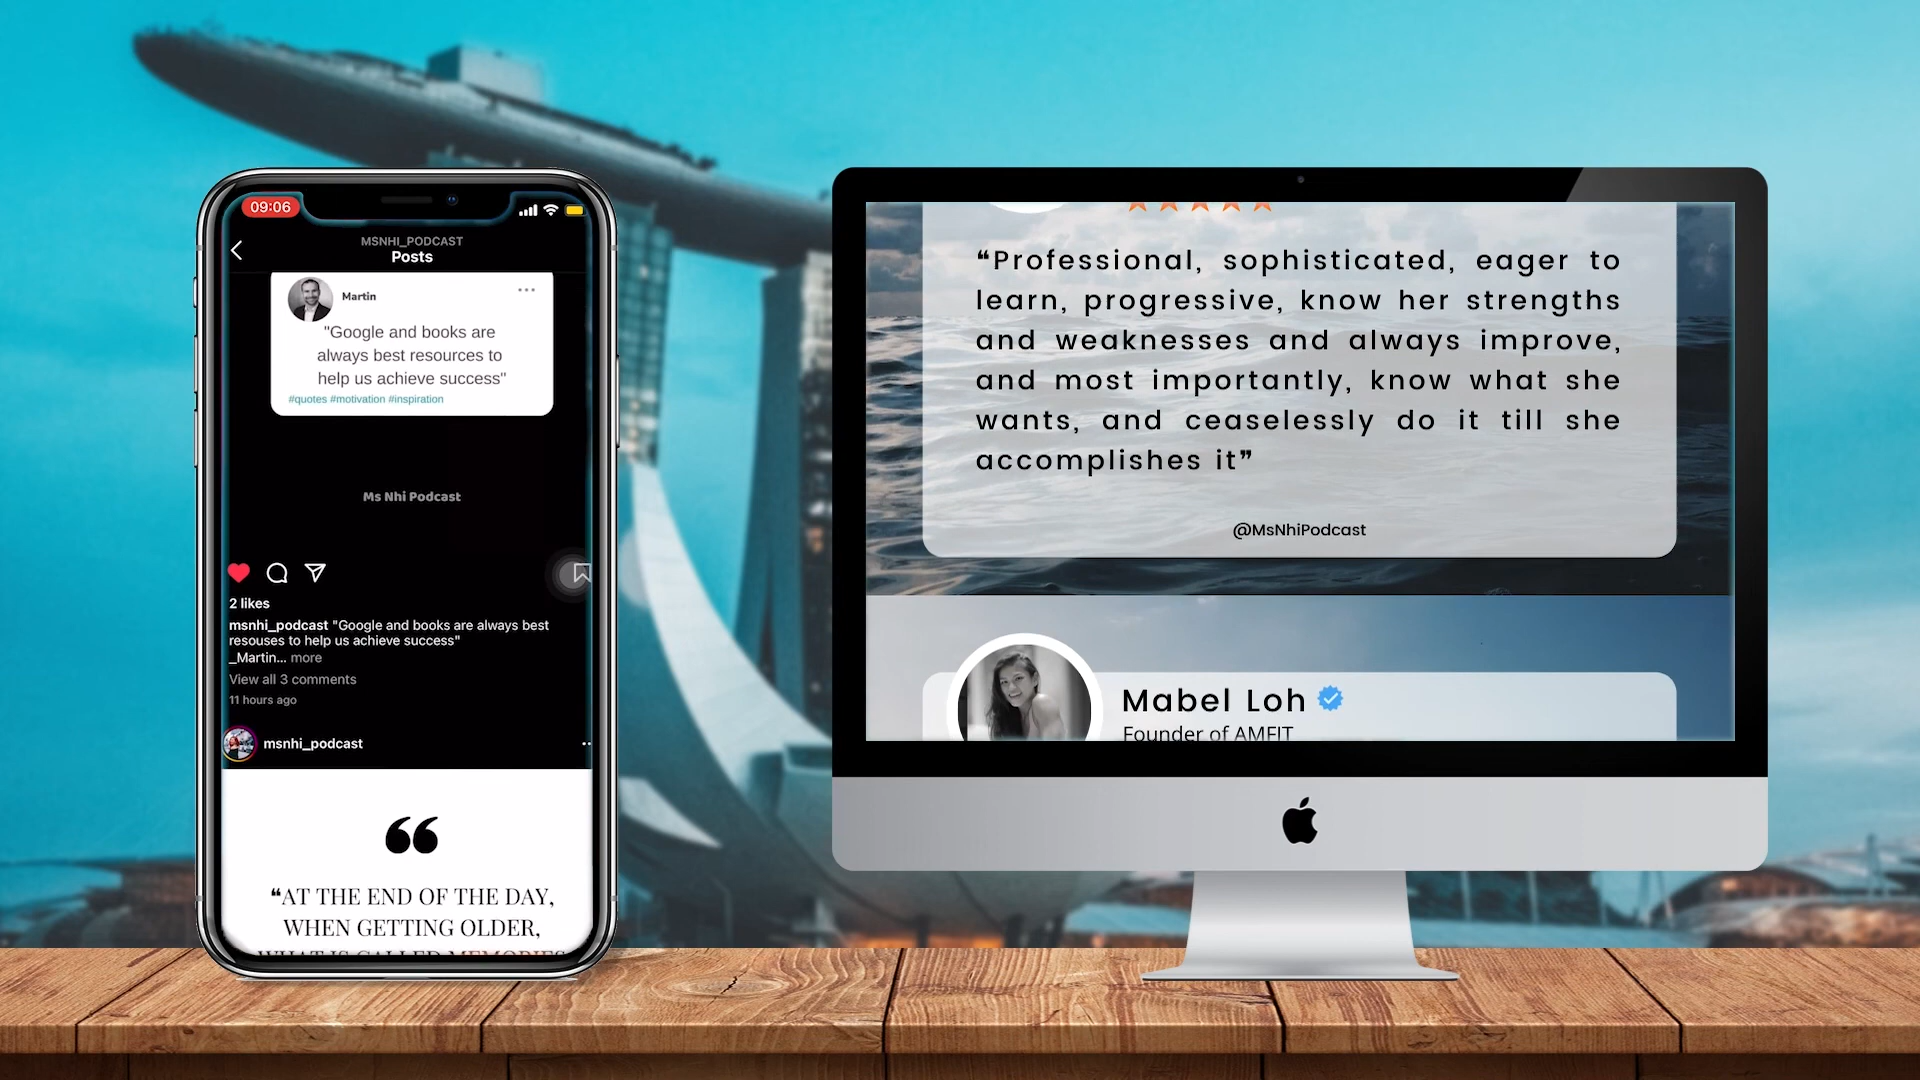 09:06
MSNHI_PODCAST
Posts
Martin
"Google and books are
always best resources to
help us achieve success"
#quotes #motivation #inspiration
Ms Nhi Podcast
2 likes
msnhi_podcast "Google and books are always best
resouses to help us achieve success"
_Martin... more
View all 3 comments
11 hours ago
msnhi_podcast
❝AT THE END OF THE DAY,
WHEN GETTING OLDER,
WHAT IS CALLED MEMORIES
❝Professional, sophisticated, eager to
learn, progressive, know her strengths
and weaknesses and always improve,
and most importantly, know what she
wants, and ceaselessly do it till she
accomplishes it❞
@MsNhiPodcast
Mabel Loh
Founder of AMFIT